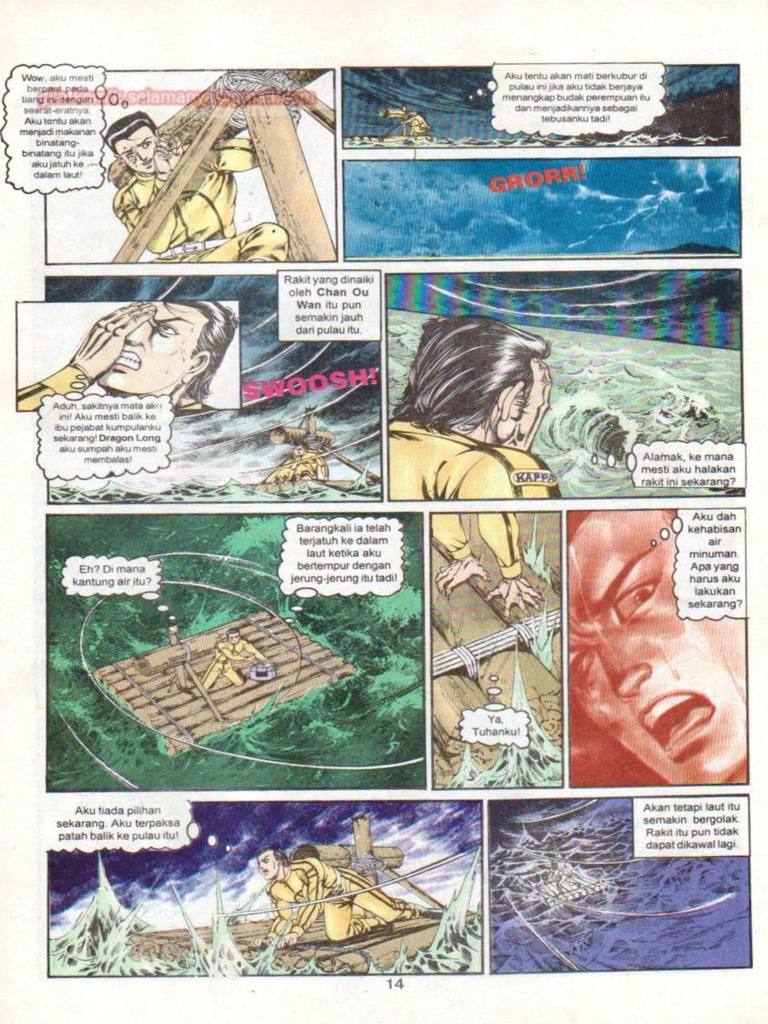 Wow, aku mesti
berpaut pada
tiang ini dengan
seerat-eratnya.
Aku tentu akan
menjadi makanan
binatang-
binatang itu jika
aku jatuh ke
dalam laut!
Aku tentu akan mati berkubur di
pulau ini jika aku tidak berjaya
menangkap budak perempuan itu
dan menjadikannya sebagai
tebusanku tadi!
GRORR!
Rakit yang dinaiki
oleh Chan Ou
Wan itu pun
semakin jauh
dari pulau itu.
SWOOSH!
Aduh, sakitnya mata aku
ini! Aku mesti balik ke
ibu pejabat kumpulanku
sekarang! Dragon Long,
aku sumpah aku mesti
membalas!
KAPPA
Alamak, ke mana
mesti aku halakan
rakit ini sekarang?
Eh? Di mana
kantung air itu?
Barangkali ia telah
terjatuh ke dalam
laut ketika aku
bertempur dengan
jerung-jerung itu tadi!
Ya,
Tuhanku!
Aku dah
kehabisan
air
minuman.
Apa yang
harus aku
lakukan
sekarang?
Aku tiada pilihan
sekarang. Aku terpaksa
patah balik ke pulau itu!
Akan tetapi laut itu
semakin bergolak.
Rakit itu pun tidak
dapat dikawal lagi.
14